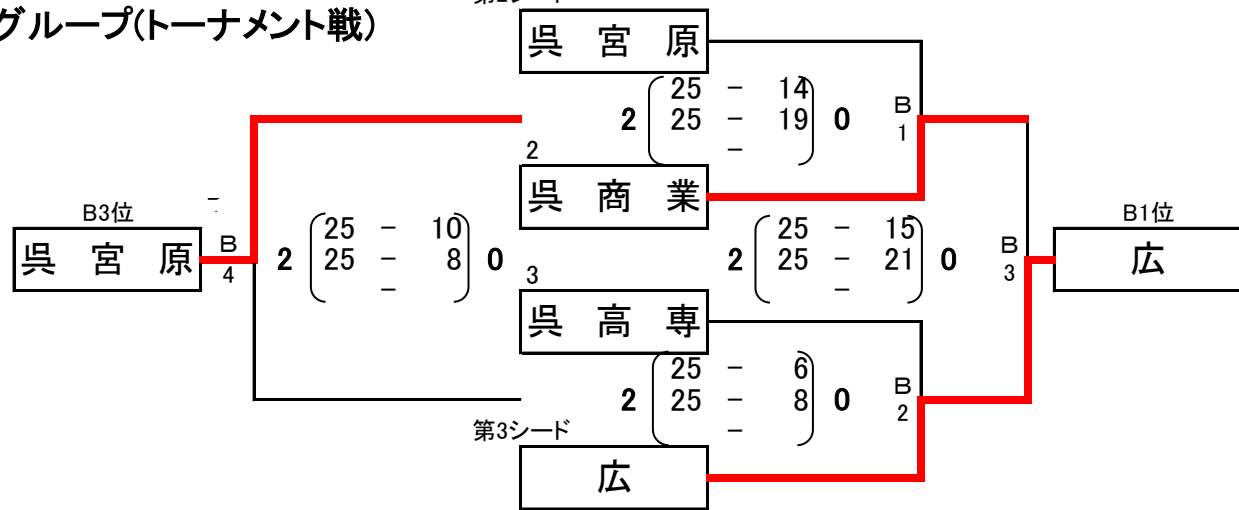 グループ(トーナメント戦)
呉 宮 原
25 - 14
2 25 - 19 0
-
B
1
2
呉 商 業
B3位
呉 宮 原
B
4
25 - 10
2 25 - 8 0
-
25 - 15
2 25 - 21 0
-
B
3
B1位
広
3
呉 高 専
25 - 6
2 25 - 8 0
-
B
2
第3シード
広